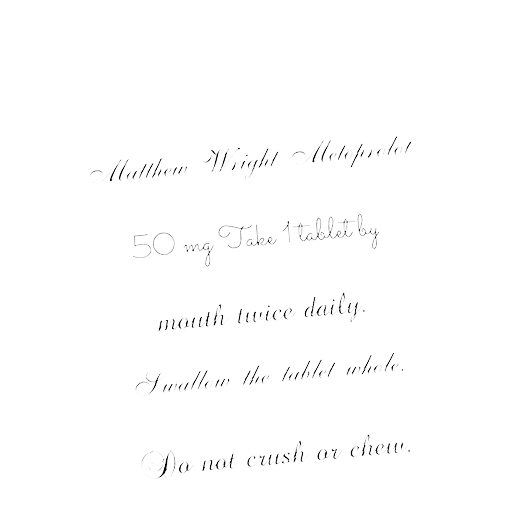 Matthew Wright Metoprolot
50 mg Take 1 tablet by
mouth twice daily.
Swallow the tablet whole.
Do not crush or chew.